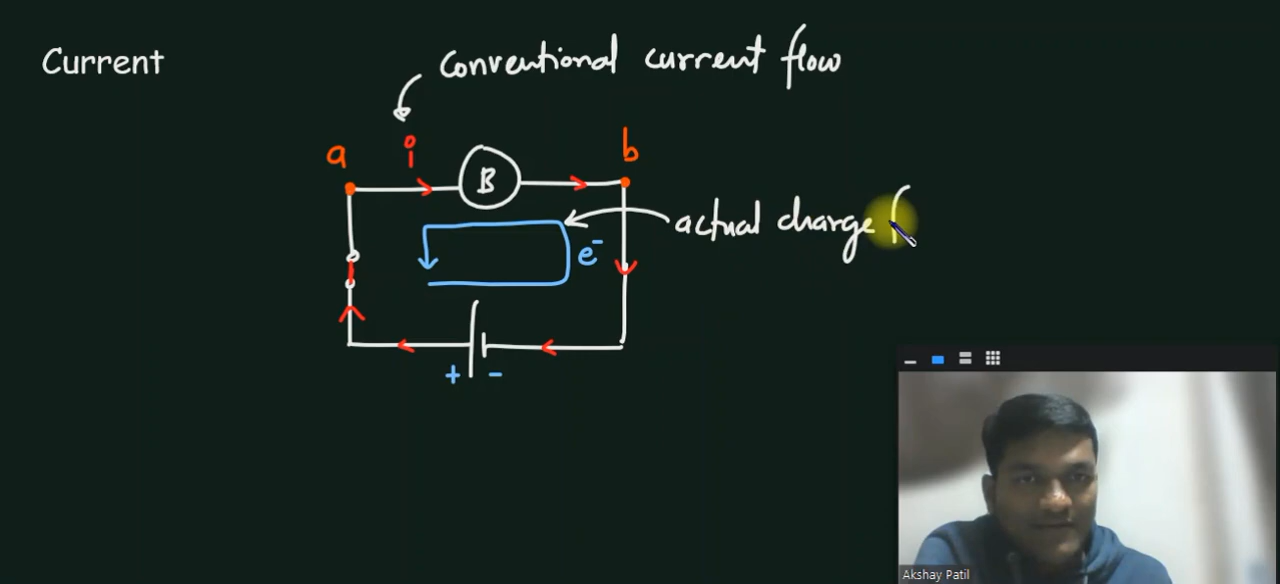 Current
conventional current flow
a
i
B
b
actual charge f
e⁻
+ -
Akshay Patil